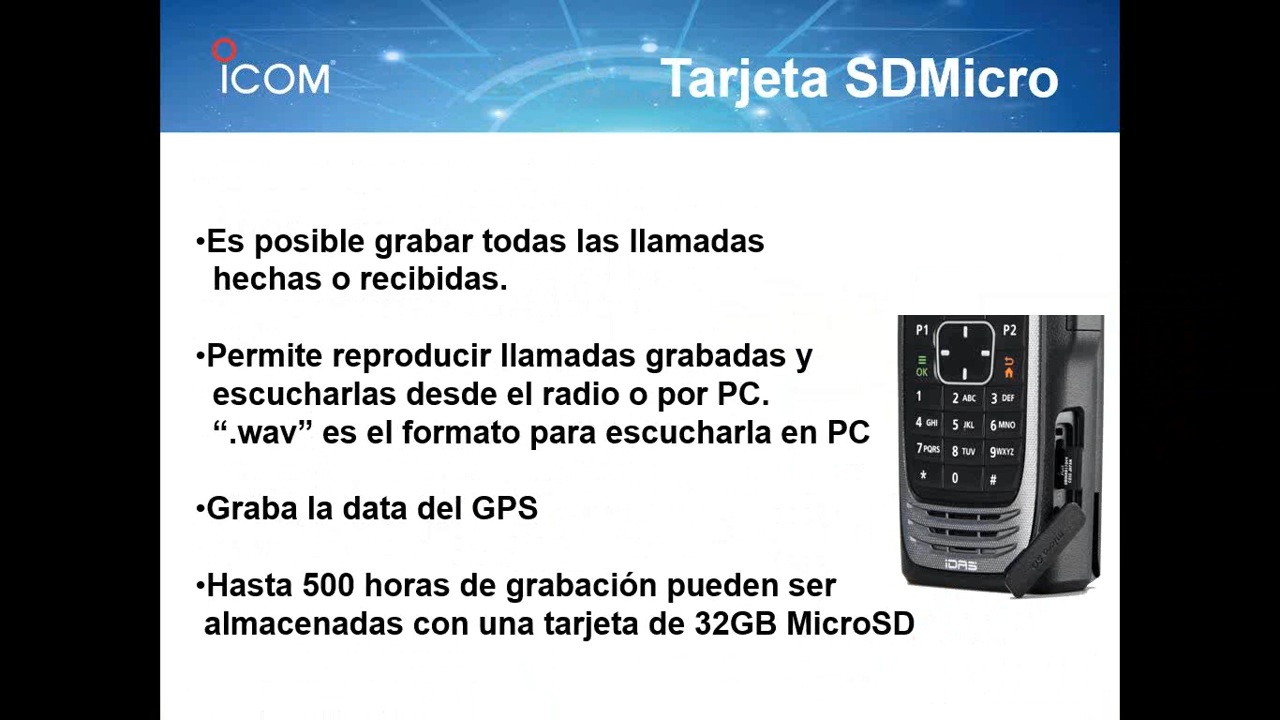 ICOM
Tarjeta SDMicro
•Es posible grabar todas las llamadas
hechas o recibidas.
•Permite reproducir llamadas grabadas y
escucharlas desde el radio o por PC.
“.wav” es el formato para escucharla en PC
•Graba la data del GPS
•Hasta 500 horas de grabación pueden ser
almacenadas con una tarjeta de 32GB MicroSD
P1 P2
OK
1 2 ABC 3 DEF
4 GHI 5 JKL 6 MNO
7 PQRS 8 TUV 9 WXYZ
* 0 #
IDAS